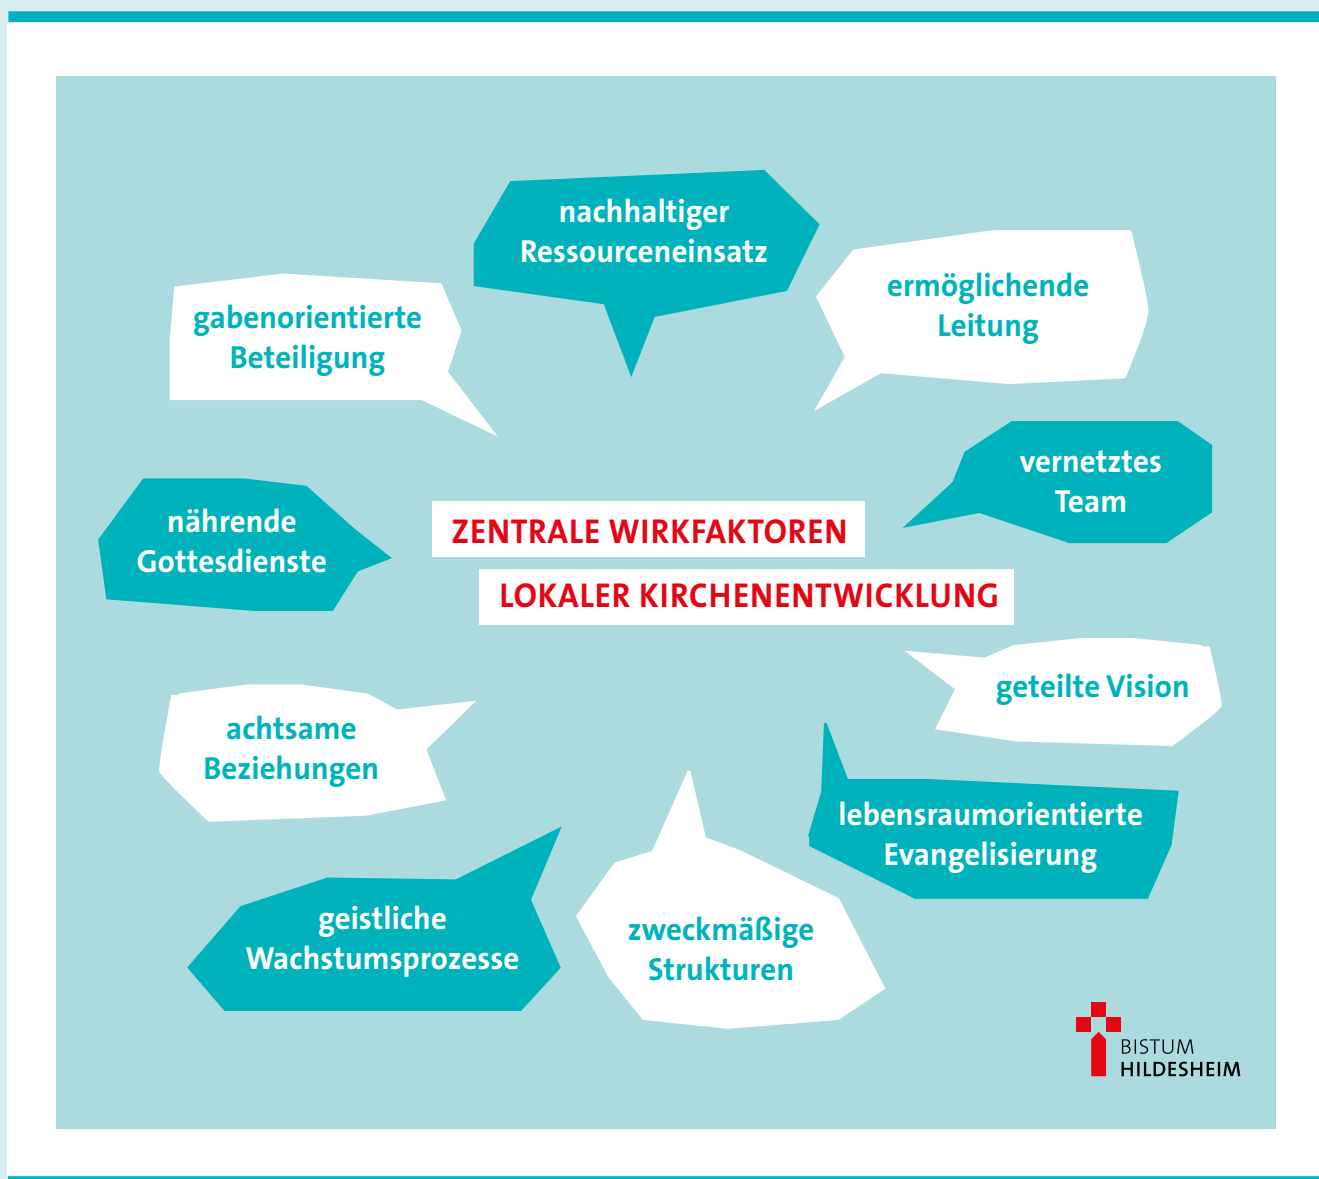 nachhaltiger
Ressourceneinsatz
ermöglichende
Leitung
gabenorientierte
Beteiligung
vernetztes
Team
nährende
Gottesdienste
ZENTRALE WIRKFAKTOREN
LOKALER KIRCHENENTWICKLUNG
geteilte Vision
achtsame
Beziehungen
lebensraumorientierte
Evangelisierung
geistliche
Wachstumsprozesse
zweckmäßige
Strukturen
BISTUM
HILDESHEIM